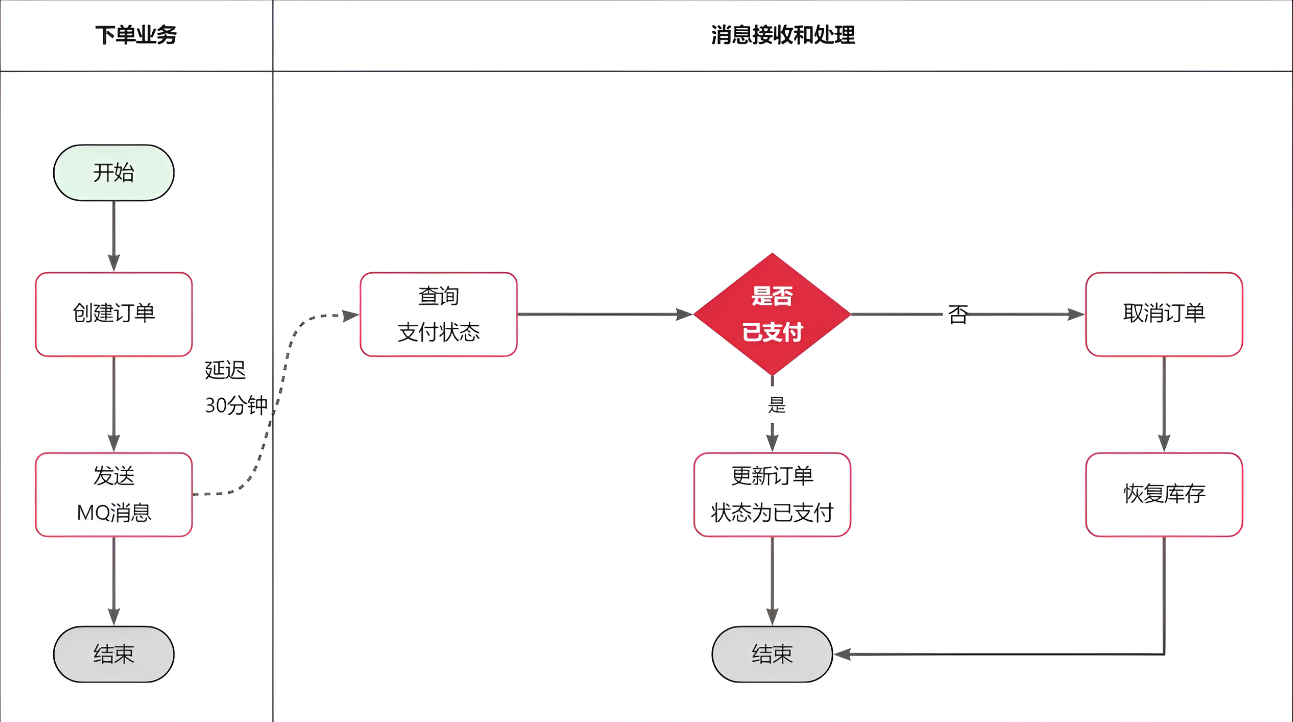 下单业务
消息接收和处理
开始
创建订单
延迟
30分钟
发送
MQ消息
结束
查询
支付状态
是否
已支付
否
取消订单
是
更新订单
状态为已支付
恢复库存
结束